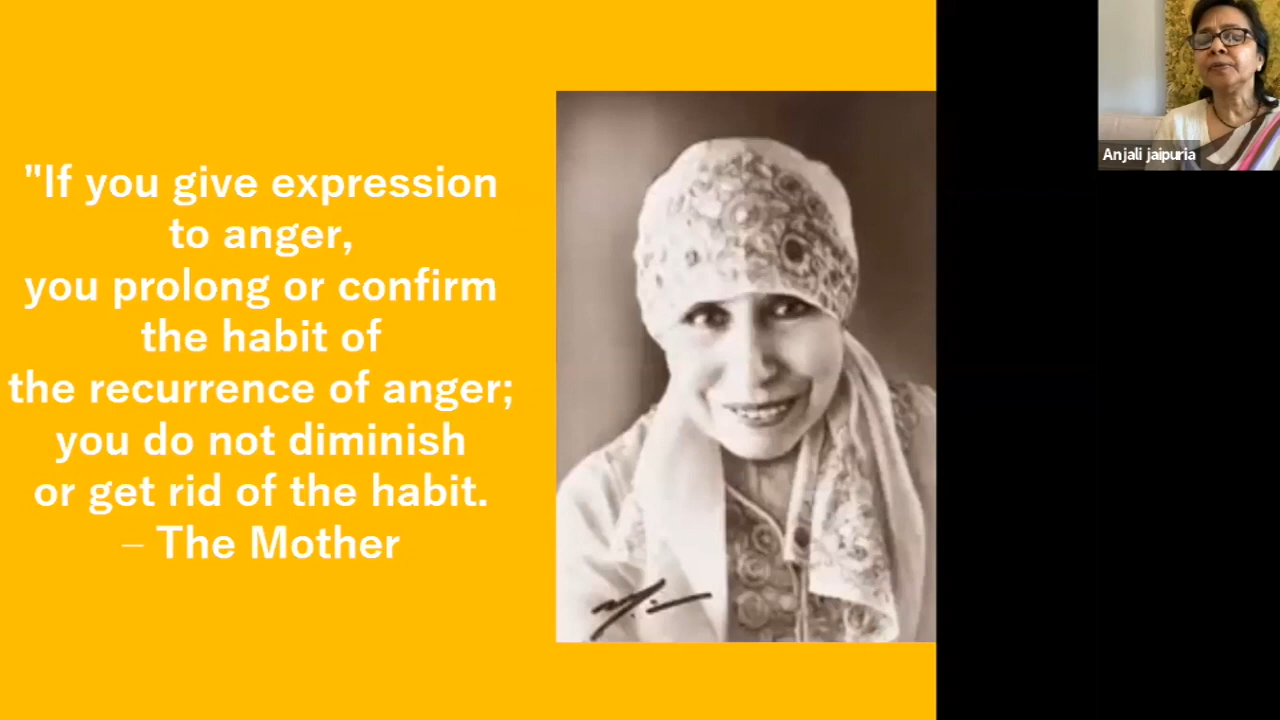 "If you give expression
to anger,
you prolong or confirm
the habit of
the recurrence of anger;
you do not diminish
or get rid of the habit.
– The Mother
Anjali jaipuria